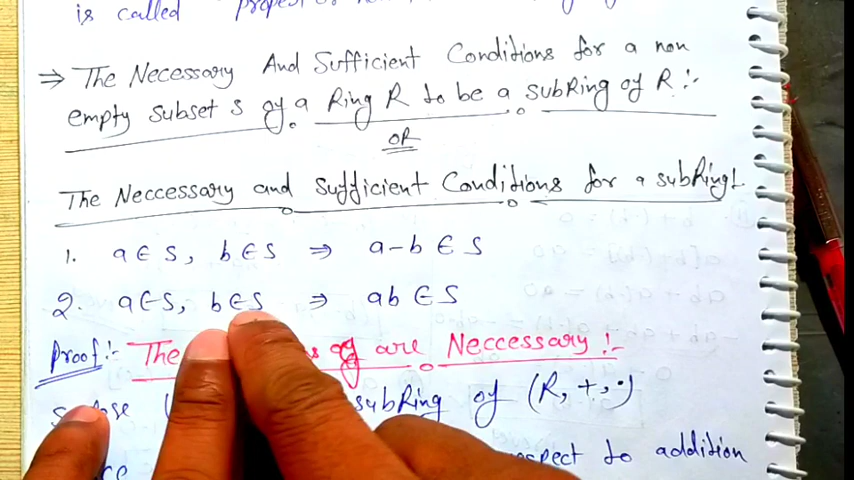 is called
⇒ The Necessary And Sufficient Conditions for a non
empty subset S of a Ring R to be a subRing of R :-
OR
The Neccessary and Sufficient Conditions for a subRing:-
1. a ∈ S, b ∈ S ⇒ a - b ∈ S
2. a ∈ S, b ∈ S ⇒ ab ∈ S
Proof:- The are Neccessary :-
subRing of (R, +, ·)
respect to addition